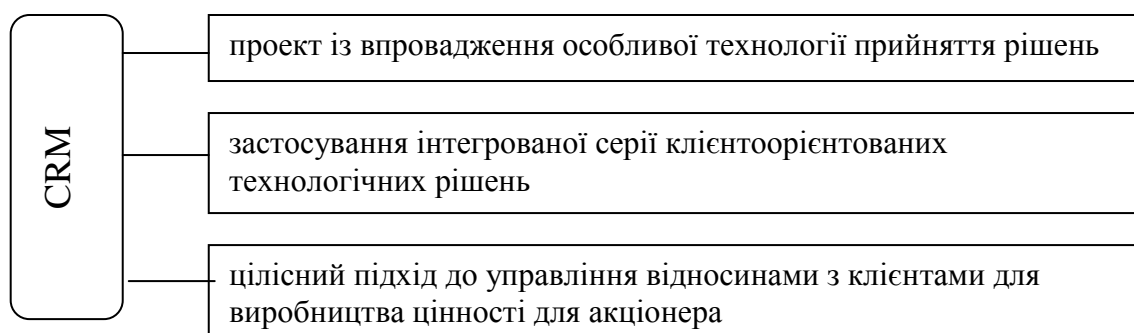 CRM
проект із впровадження особливої технології прийняття рішень
застосування інтегрованої серії клієнтоорієнтованих
технологічних рішень
цілісний підхід до управління відносинами з клієнтами для
виробництва цінності для акціонера